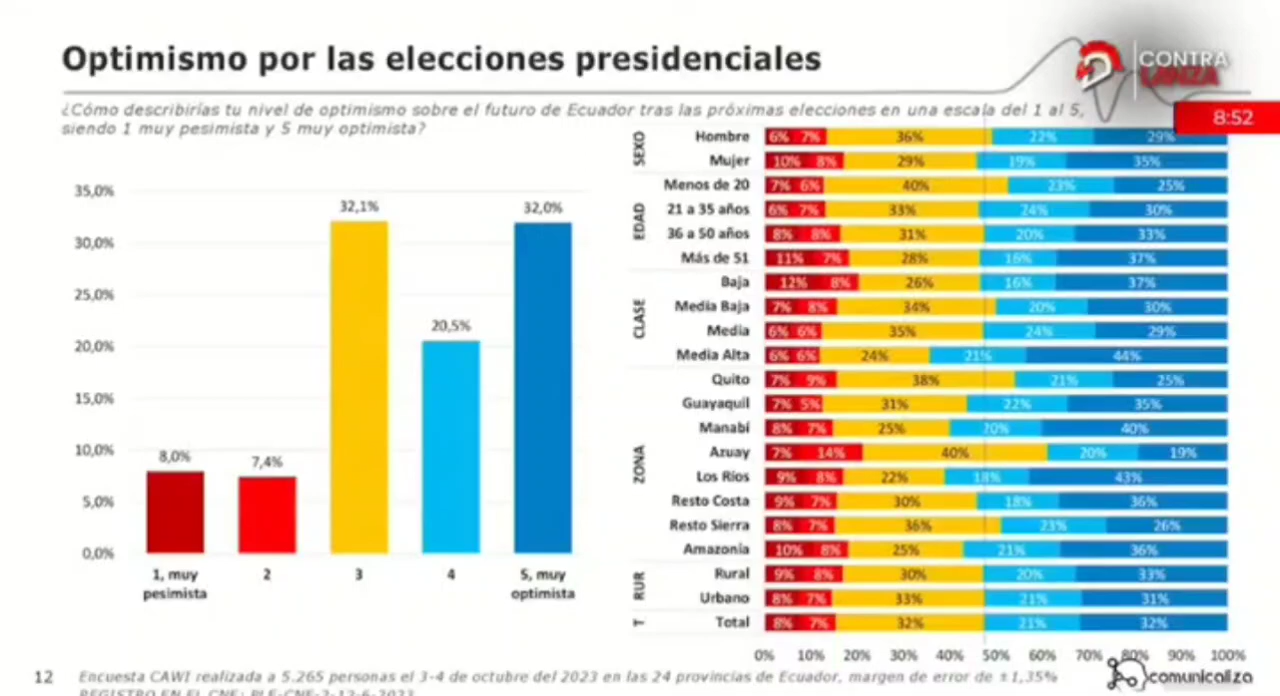 Optimismo por las elecciones presidenciales
CONTRA
LANZA
8:52
¿Cómo describirías tu nivel de optimismo sobre el futuro de Ecuador tras las próximas elecciones en una escala del 1 al 5,
siendo 1 muy pesimista y 5 muy optimista?
35,0%
30,0%
25,0%
20,0%
15,0%
10,0%
5,0%
0,0%
8,0%
7,4%
32,1%
20,5%
32,0%
1, muy
pesimista
2
3
4
5, muy
optimista
SEXO
Hombre 6% 7% 36% 22% 29%
Mujer 10% 8% 29% 19% 35%
EDAD
Menos de 20 7% 6% 40% 23% 25%
21 a 35 años 6% 7% 33% 24% 30%
36 a 50 años 8% 8% 31% 20% 33%
Más de 51 11% 7% 28% 16% 37%
CLASE
Baja 12% 8% 26% 16% 37%
Media Baja 7% 8% 34% 20% 30%
Media 6% 6% 35% 24% 29%
Media Alta 6% 6% 24% 21% 44%
ZONA
Quito 7% 9% 38% 21% 25%
Guayaquil 7% 5% 31% 22% 35%
Manabí 8% 7% 25% 20% 40%
Azuay 7% 14% 40% 20% 19%
Los Ríos 9% 8% 22% 18% 43%
Resto Costa 9% 7% 30% 18% 36%
Resto Sierra 8% 7% 36% 23% 26%
Amazonía 10% 8% 25% 21% 36%
RUR
Rural 9% 8% 30% 20% 33%
Urbano 8% 7% 33% 21% 31%
T
Total 8% 7% 32% 21% 32%
0% 10% 20% 30% 40% 50% 60% 70% 80% 90% 100%
12
Encuesta CAWI realizada a 5.265 personas el 3-4 de octubre del 2023 en las 24 provincias de Ecuador, margen de error de ±1,35%
REGISTRO EN EL CNE: PLE-CNE-2-12-6-2023
comunicaliza